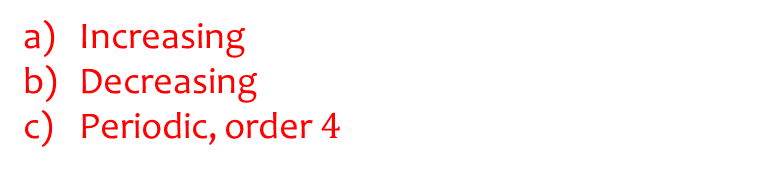 a) Increasing
b) Decreasing
c) Periodic, order 4